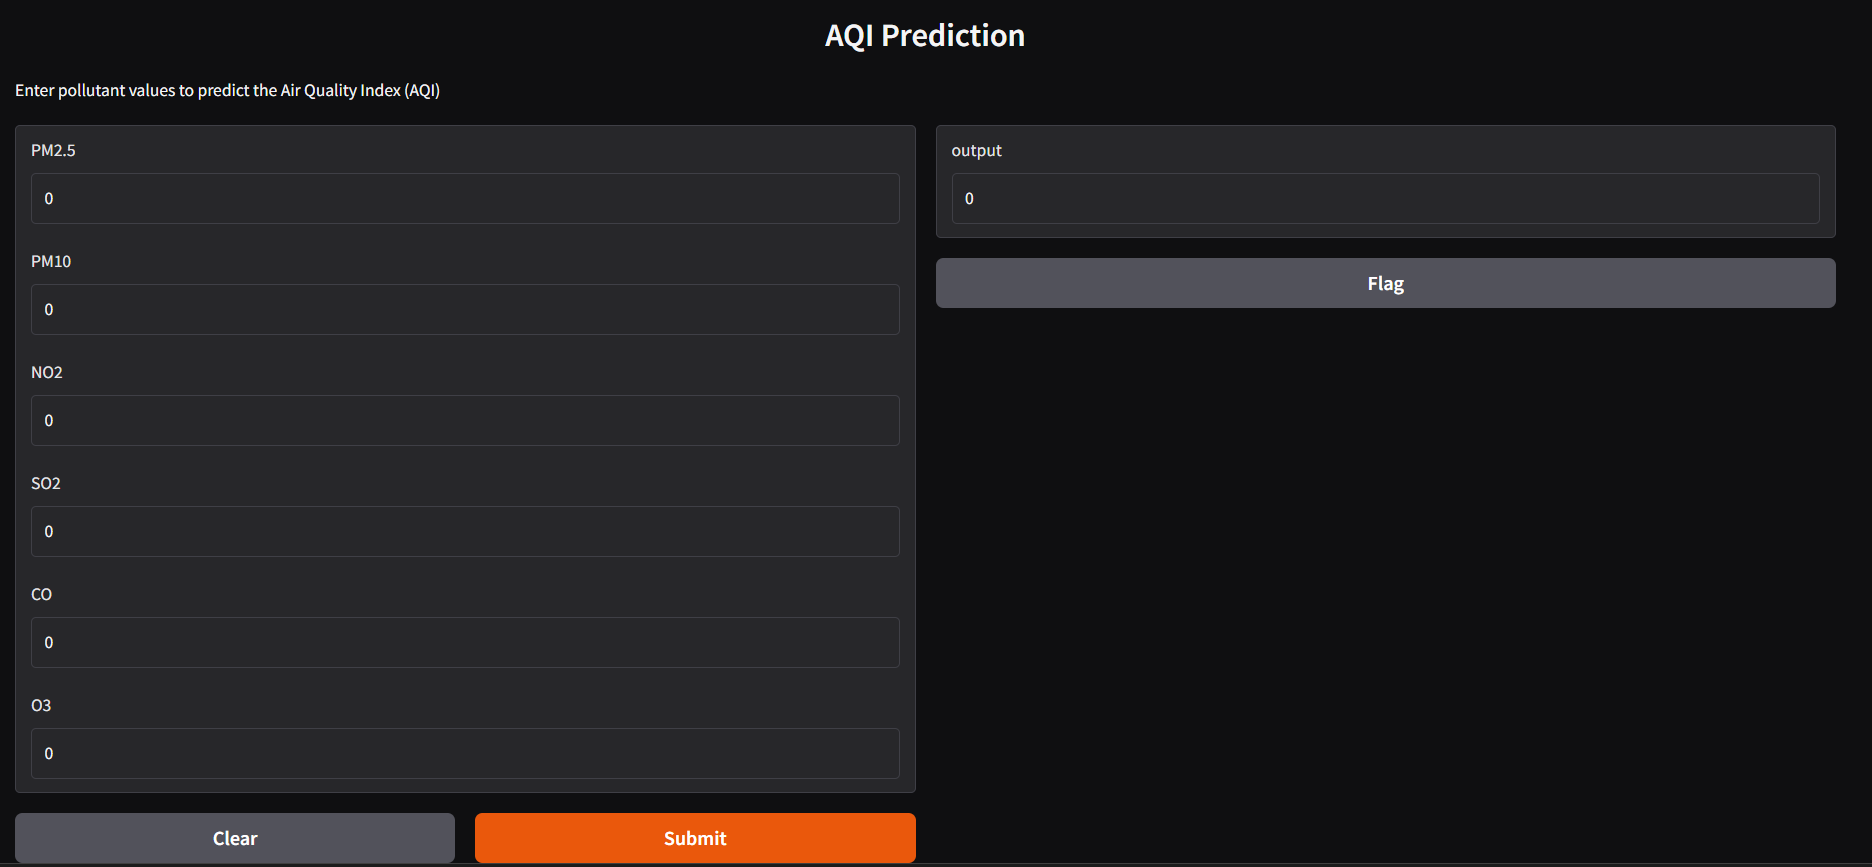 AQI Prediction
Enter pollutant values to predict the Air Quality Index (AQI)
PM2.5
0
PM10
0
NO2
0
SO2
0
CO
0
O3
0
Clear
Submit
output
0
Flag